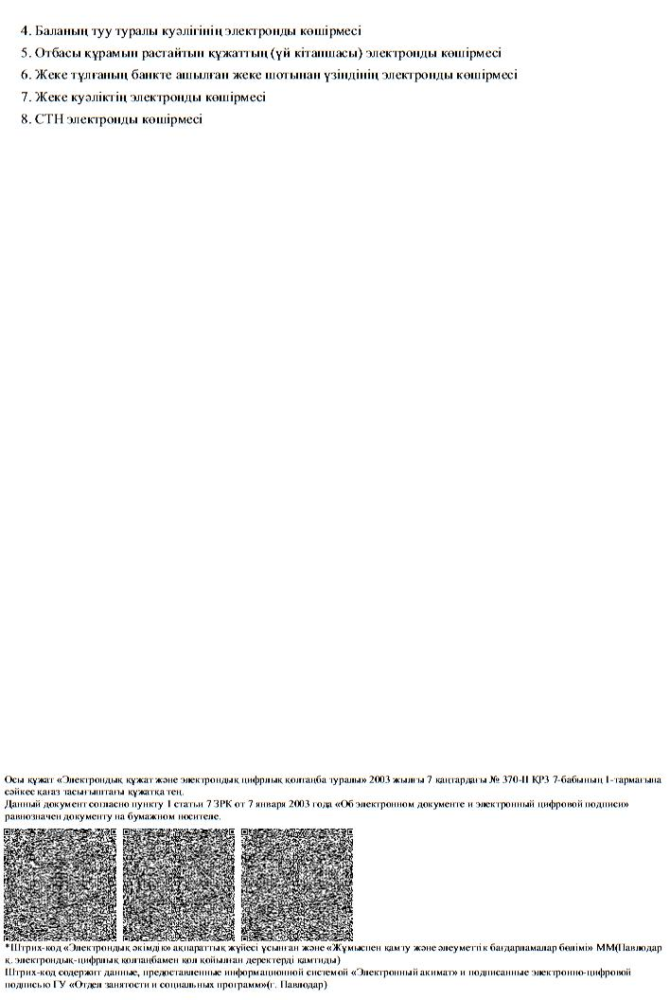 4. Баланың туу туралы куәлігінің электронды көшірмесі
5. Отбасы құрамын растайтын құжаттың (үй кітапшасы) электронды көшірмесі
6. Жеке тұлғаның банкте ашылған жеке шотынан үзіндінің электронды көшірмесі
7. Жеке куәліктің электронды көшірмесі
8. СТН электронды көшірмесі
Осы құжат «Электрондық құжат және электрондық цифрлық қолтаңба туралы» 2003 жылғы 7 қаңтардағы № 370-II ҚРЗ 7-бабының 1-тармағына
сәйкес қағаз тасығыштағы құжатқа тең.
Данный документ согласно пункту 1 статьи 7 ЗРК от 7 января 2003 года «Об электронном документе и электронный цифровой подписи»
равнозначен документу на бумажном носителе.
*Штрих-код «Электрондық әкімдік» ақпараттық жүйесі ұсынған және «Жұмыспен қамту және әлеуметтік бағдарламалар бөлімі» ММ(Павлодар
қ. электрондық-цифрлық қолтаңбамен қол қойылған деректерді қамтиды)
Штрих-код содержит данные, предоставленные информационной системой «Электронный акимат» и подписанные электронно-цифровой
подписью ГУ «Отдел занятости и социальных программ»(г. Павлодар)